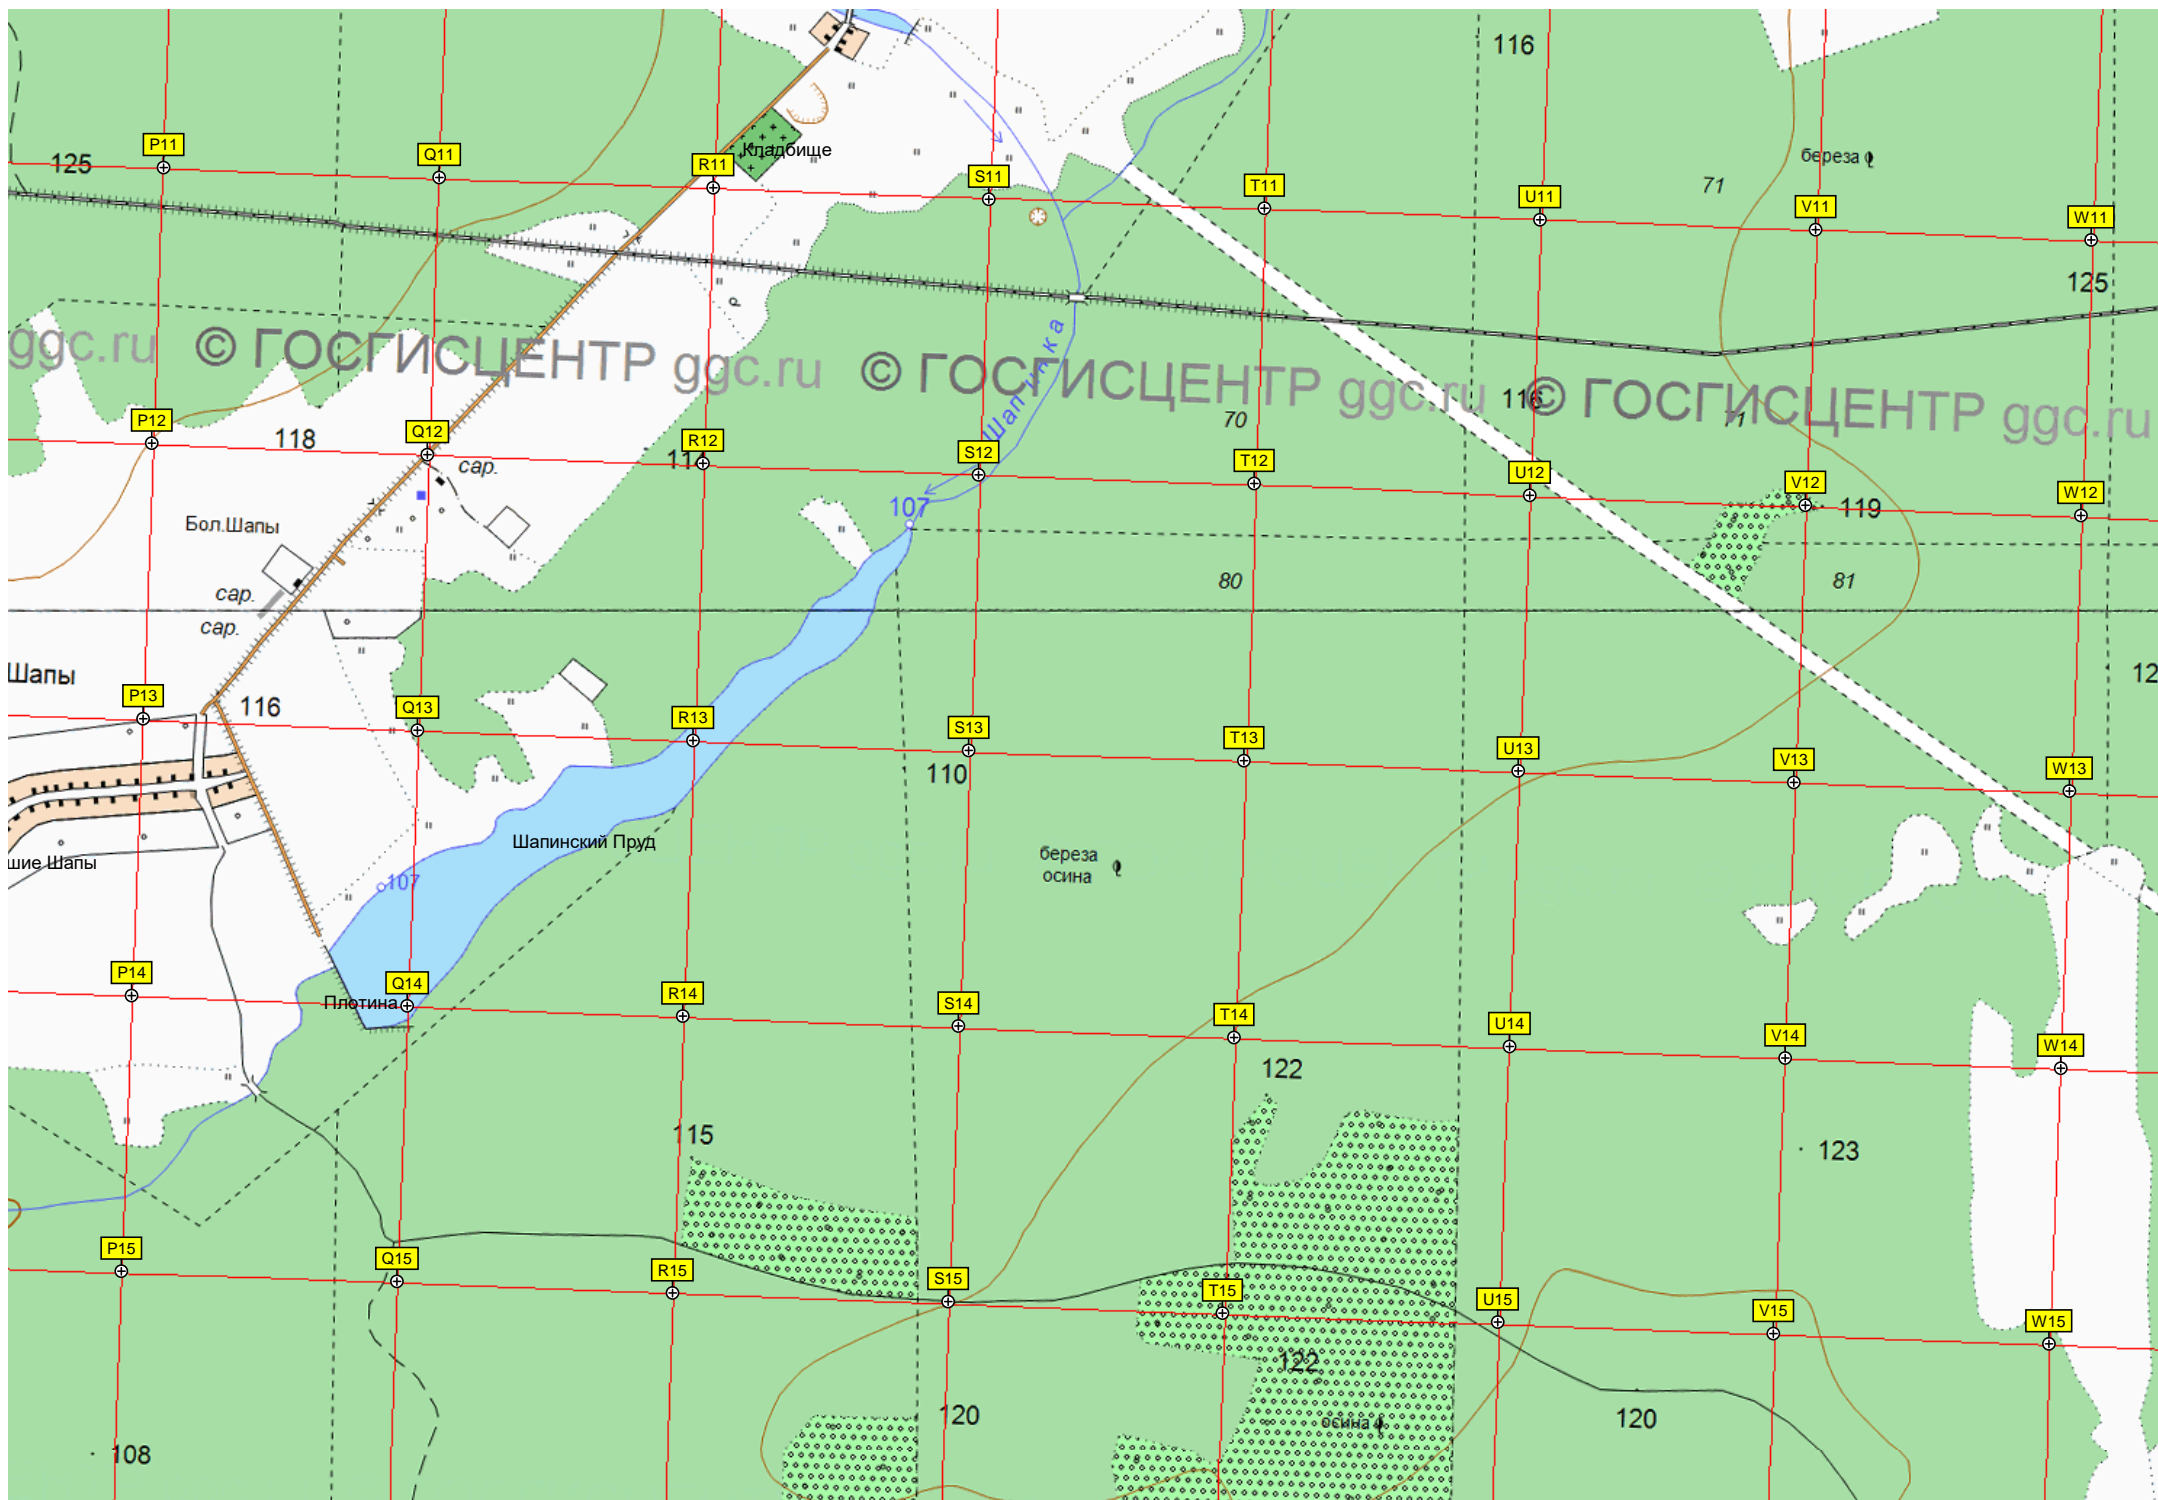 116
P11
Q11
R11
Кладбище
S11
T11
U11
71
береза
V11
W11
125
125
ggc.ru © ГОСГИСЦЕНТР ggc.ru © ГОСГИСЦЕНТР ggc.ru © ГОСГИСЦЕНТР ggc.ru
Шапинка
116
71
70
P12
118
Q12
сар.
R12
S12
T12
U12
V12
119
W12
107
Бол.Шапы
80
81
сар.
сар.
Шапы
12
P13
116
Q13
R13
S13
T13
U13
V13
W13
110
Шапинский Пруд
береза
осина
шие Шапы
107
P14
Плотина
Q14
R14
S14
T14
U14
V14
W14
122
115
123
P15
Q15
R15
S15
T15
U15
V15
W15
122
120
осина
120
108